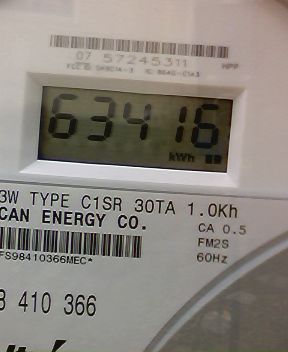 07 57245311
63416
kWh
3W TYPE C1SR 30TA 1.0Kh
CAN ENERGY CO.
CA 0.5
FM2S
60Hz
FS98410366MEC*
410 366